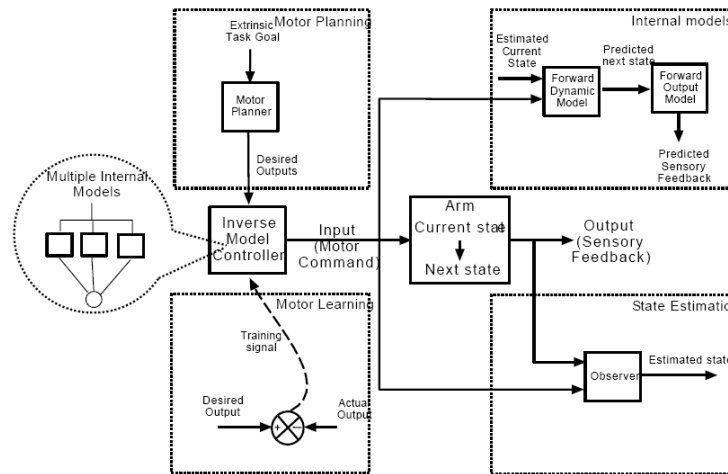 Motor Planning
Extrinsic
Task Goal
Motor
Planner
Desired
Outputs
Internal models
Estimated
Current
State
Predicted
next state
Forward
Dynamic
Model
Forward
Output
Model
Predicted
Sensory
Feedback
Multiple Internal
Models
Inverse
Model
Controller
Input
(Motor
Command)
Arm
Current state
Next state
Output
(Sensory
Feedback)
Motor Learning
Training
signal
Desired
Output
+
−
Actual
Output
State Estimatio
Observer
Estimated state